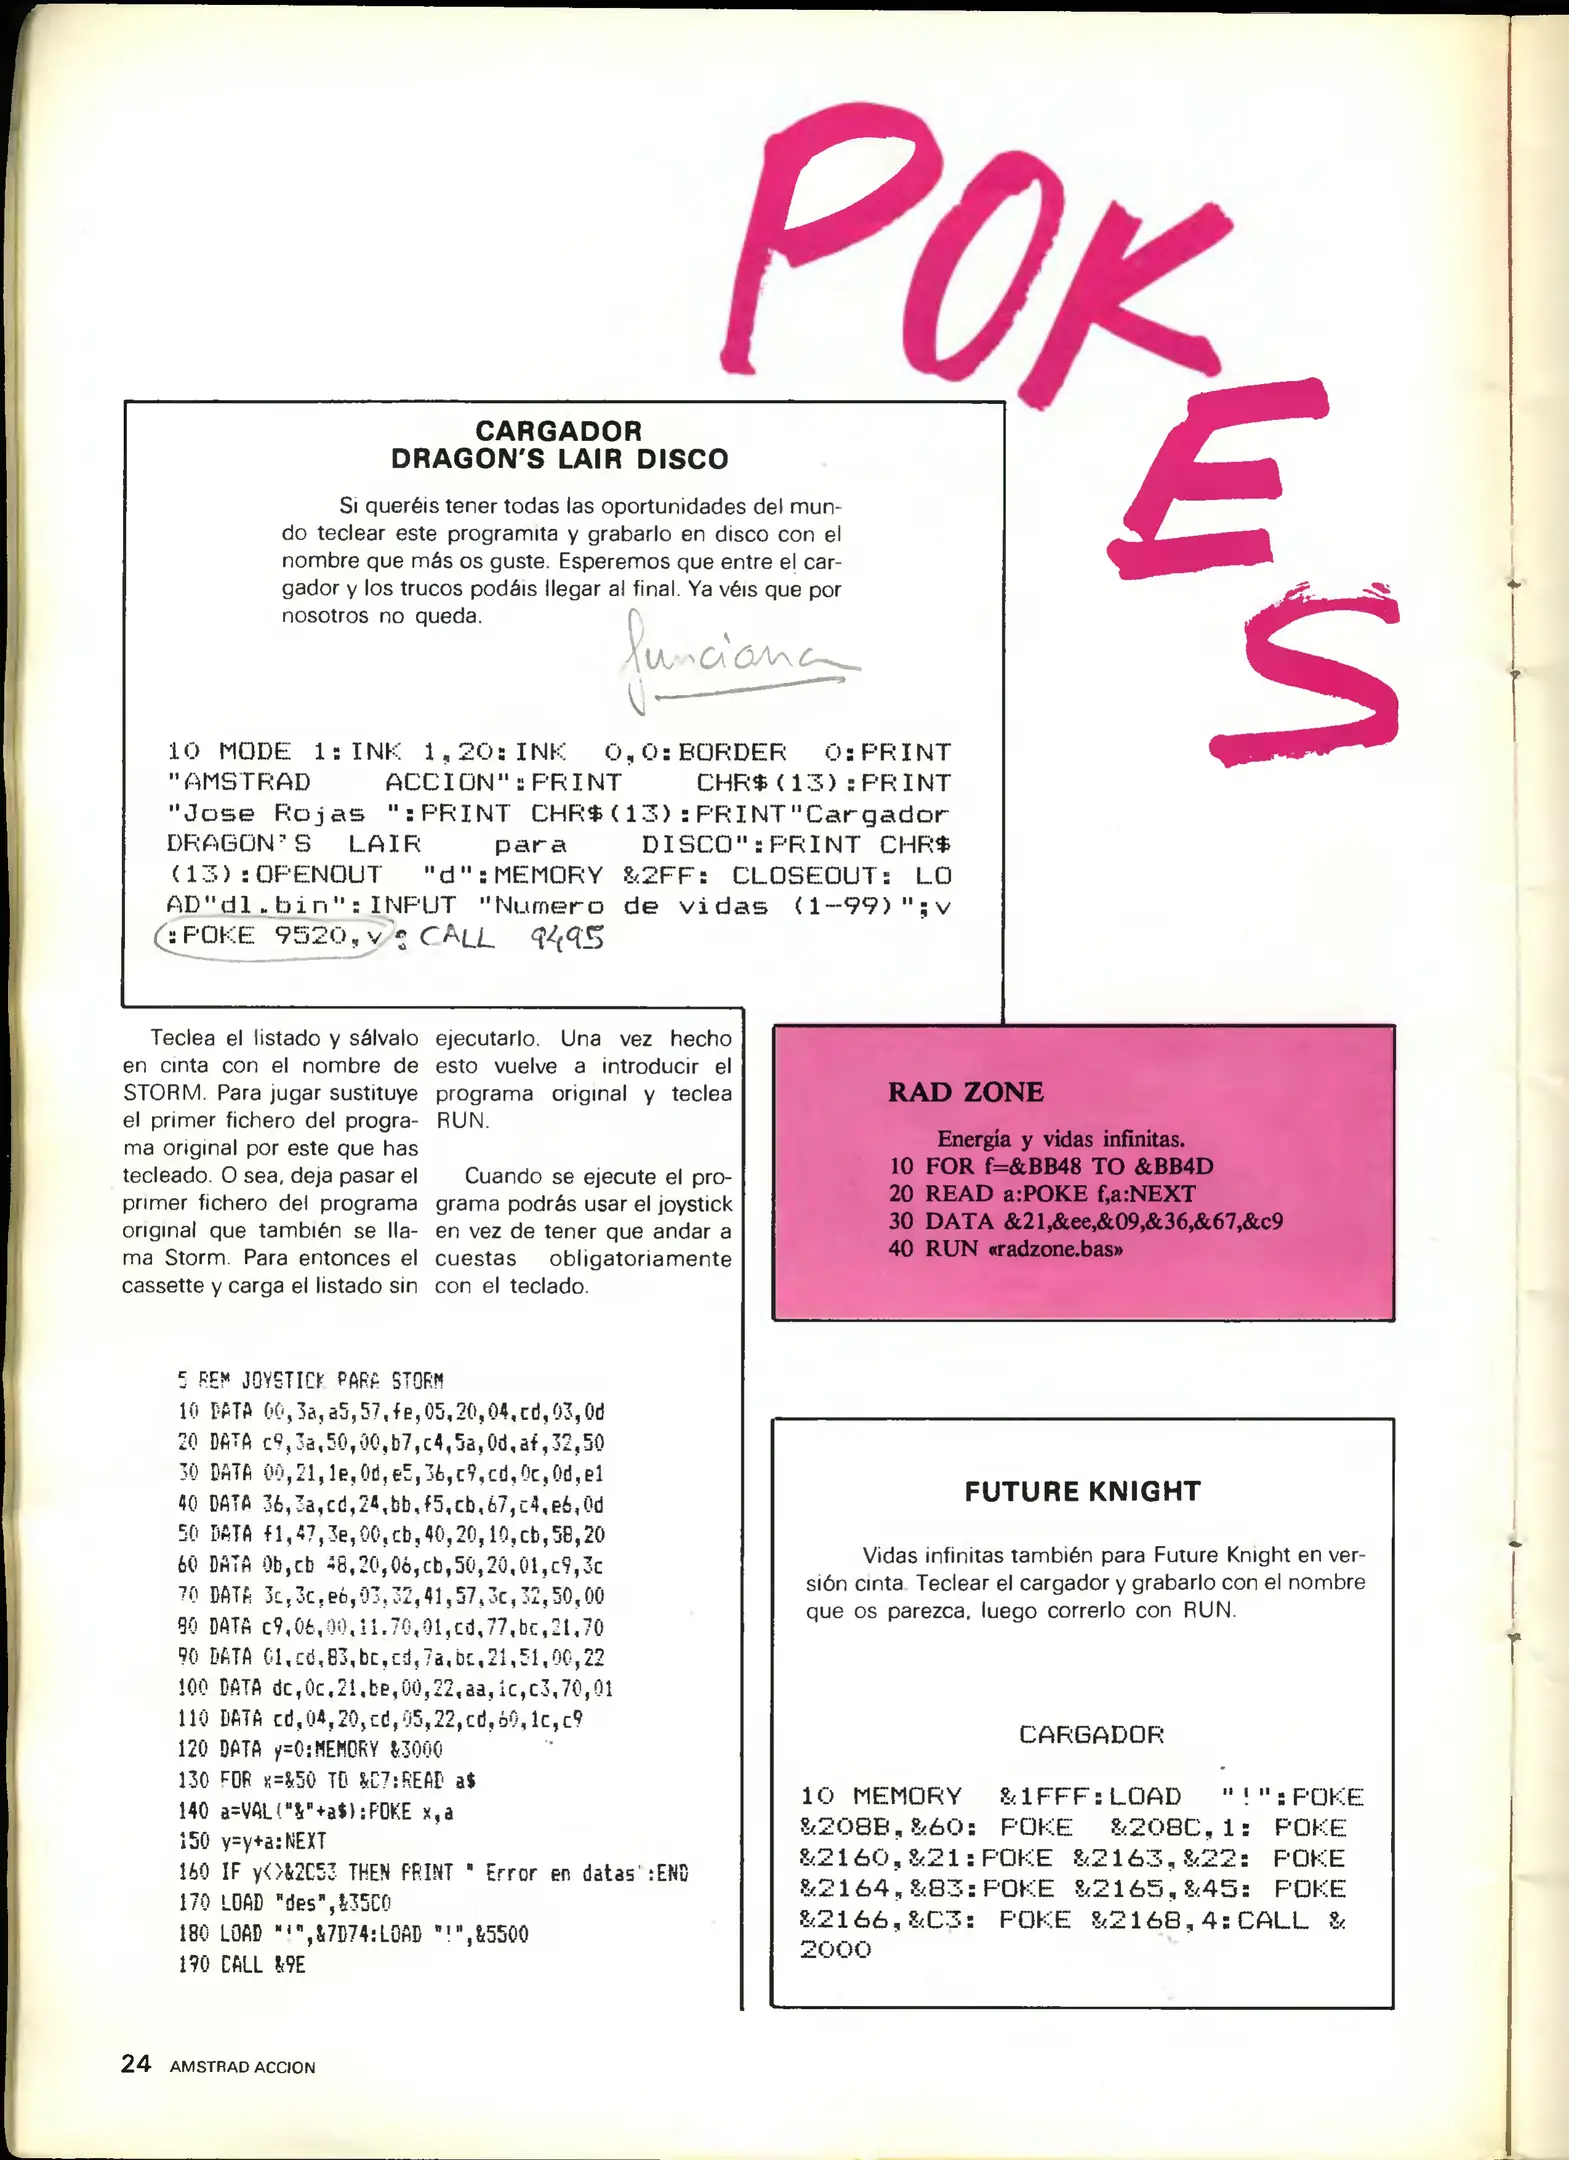 POKES
CARGADOR
DRAGON'S LAIR DISCO
Si queréis tener todas las oportunidades del mun-
do teclear este programita y grabarlo en disco con el
nombre que más os guste. Esperemos que entre el car-
gador y los trucos podáis llegar al final. Ya véis que por
nosotros no queda.
funciona
10 MODE 1:INK 1,20:INK 0,0:BORDER 0:PRINT
"AMSTRAD ACCION":PRINT CHR$(13):PRINT
"Jose Rojas ":PRINT CHR$(13):PRINT"Cargador
DRAGON'S LAIR para DISCO":PRINT CHR$
(13):OPENOUT "d":MEMORY &2FF: CLOSEOUT: LO
AD"dl.bin":INPUT "Numero de vidas (1-99)";v
:POKE 9520,v : CALL 9495
Teclea el listado y sálvalo
en cinta con el nombre de
STORM. Para jugar sustituye
el primer fichero del progra-
ma original por este que has
tecleado. O sea, deja pasar el
primer fichero del programa
original que también se lla-
ma Storm. Para entonces el
cassette y carga el listado sin
ejecutarlo. Una vez hecho
esto vuelve a introducir el
programa original y teclea
RUN.
Cuando se ejecute el pro-
grama podrás usar el joystick
en vez de tener que andar a
cuestas obligatoriamente
con el teclado.
5 REM JOYSTICK PARA STORM
10 DATA 00,3a,a5,57,fe,05,20,04,cd,03,0d
20 DATA c9,3a,50,00,b7,c4,5a,0d,af,32,50
30 DATA 00,21,1e,0d,e5,36,c9,cd,0c,0d,e1
40 DATA 36,3a,cd,24,bb,f5,cb,67,c4,e6,0d
50 DATA f1,47,3e,00,cb,40,20,10,cb,58,20
60 DATA 0b,cb 48,20,06,cb,50,20,01,c9,3c
70 DATA 3c,3c,e6,03,32,41,57,3c,32,50,00
80 DATA c9,06,00,11.70,01,cd,77,bc,21,70
90 DATA 01,cd,83,bc,cd,7a,bc,21,51,00,22
100 DATA dc,0c,21,be,00,22,aa,1c,c3,70,01
110 DATA cd,04,20,cd,05,22,cd,60,1c,c9
120 DATA y=0:MEMORY &3000
130 FOR x=&50 TO &C7:READ a$
140 a=VAL("&"+a$):POKE x,a
150 y=y+a:NEXT
160 IF y<>&2C53 THEN PRINT " Error en datas":END
170 LOAD "des",&35C0
180 LOAD "!",&7D74:LOAD "!",&5500
190 CALL &9E
RAD ZONE
Energía y vidas infinitas.
10 FOR f=&BB48 TO &BB4D
20 READ a:POKE f,a:NEXT
30 DATA &21,&ee,&09,&36,&67,&c9
40 RUN «radzone.bas»
FUTURE KNIGHT
Vidas infinitas también para Future Knight en ver-
sión cinta. Teclear el cargador y grabarlo con el nombre
que os parezca, luego correrlo con RUN.
CARGADOR
10 MEMORY &1FFF:LOAD "!":POKE
&208B,&60: POKE &208C,1: POKE
&2160,&21:POKE &2163,&22: POKE
&2164,&83:POKE &2165,&45: POKE
&2166,&C3: POKE &2168,4:CALL &
2000
24 AMSTRAD ACCION